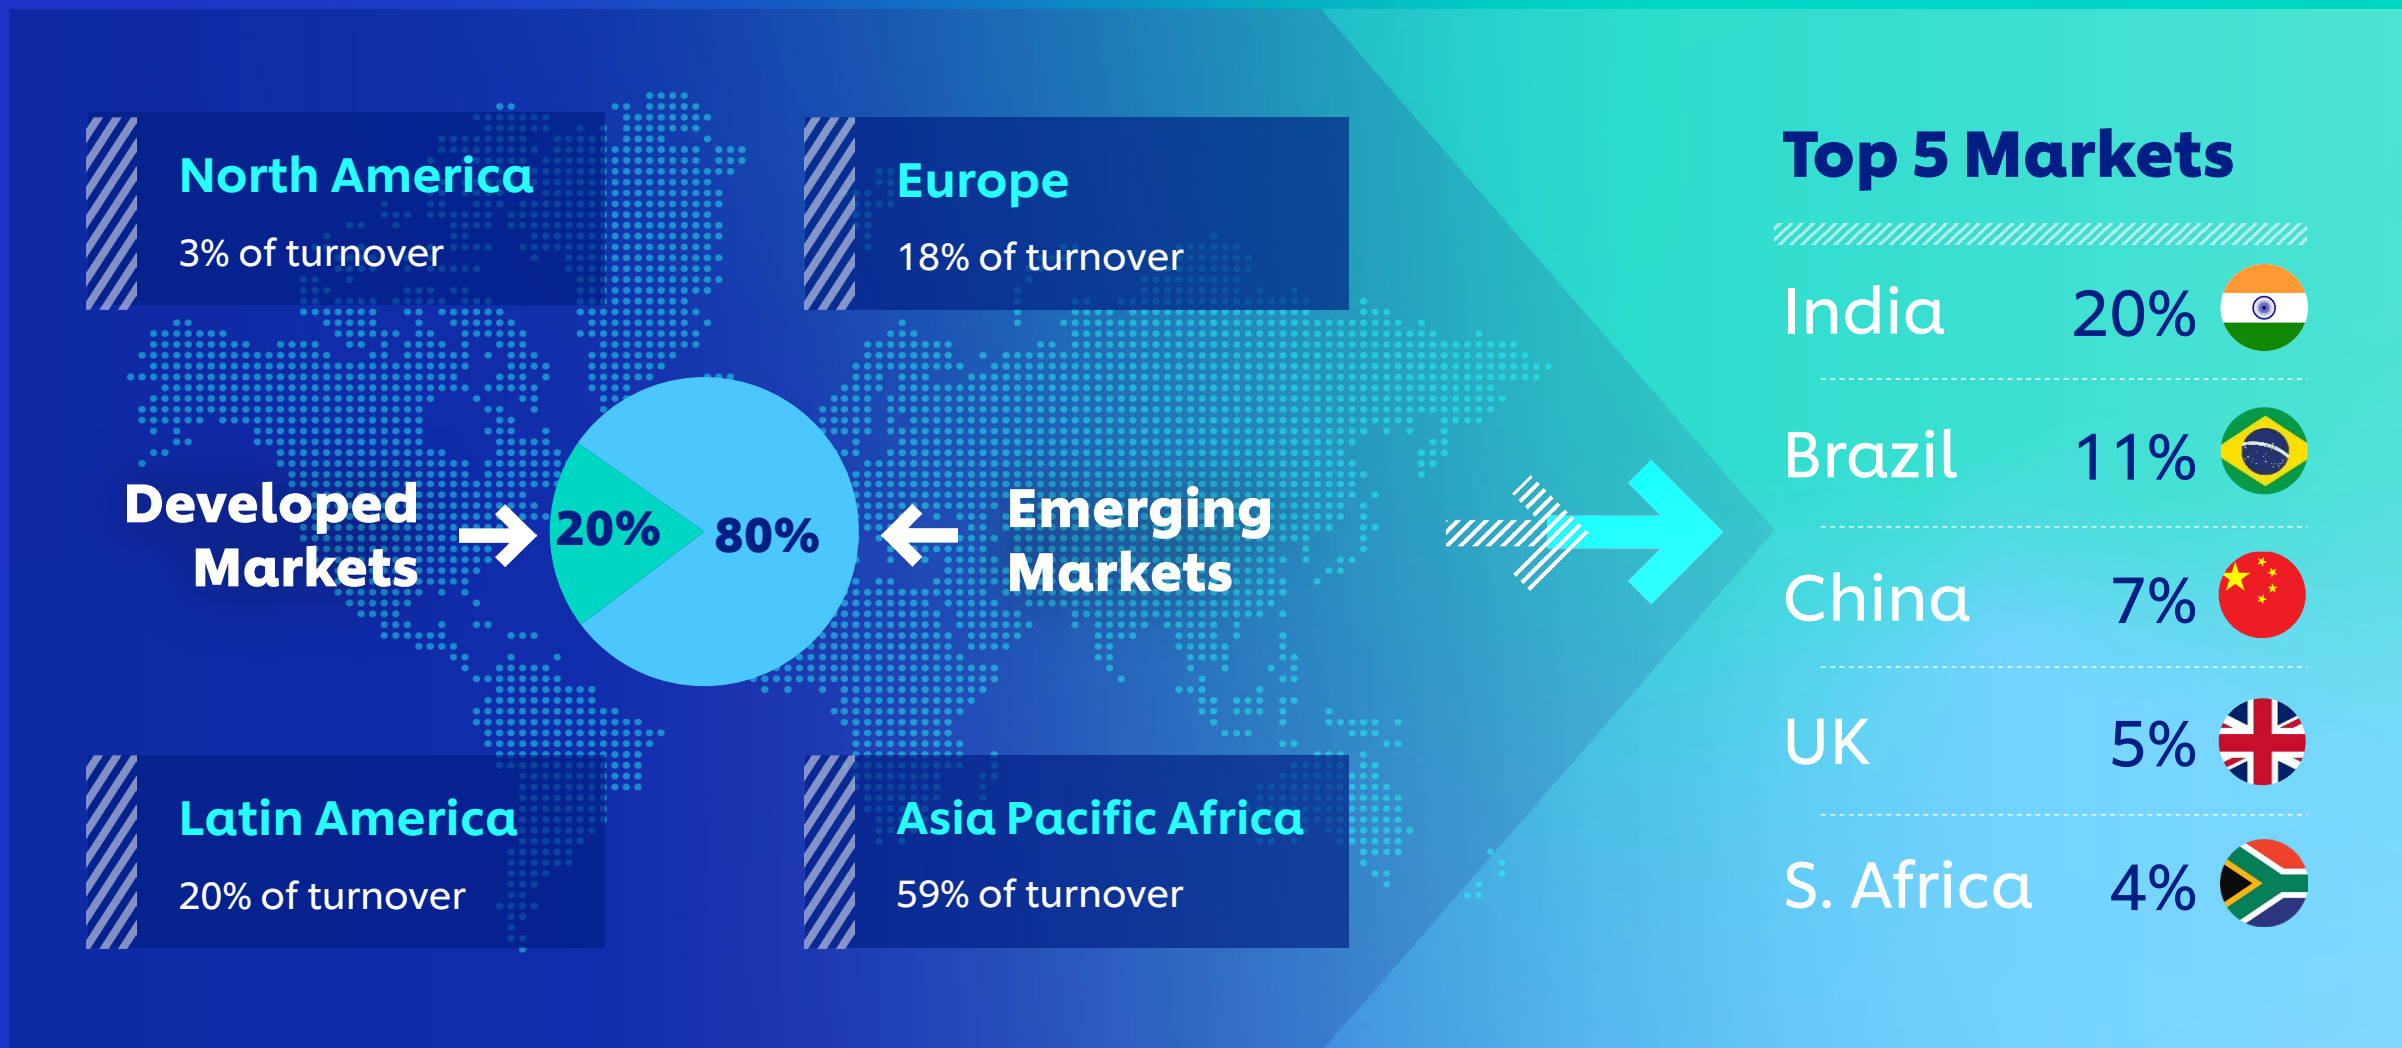 North America
3% of turnover
Europe
18% of turnover
Developed
Markets
20%
80%
Emerging
Markets
Latin America
20% of turnover
Asia Pacific Africa
59% of turnover
Top 5 Markets
India 20%
Brazil 11%
China 7%
UK 5%
S. Africa 4%